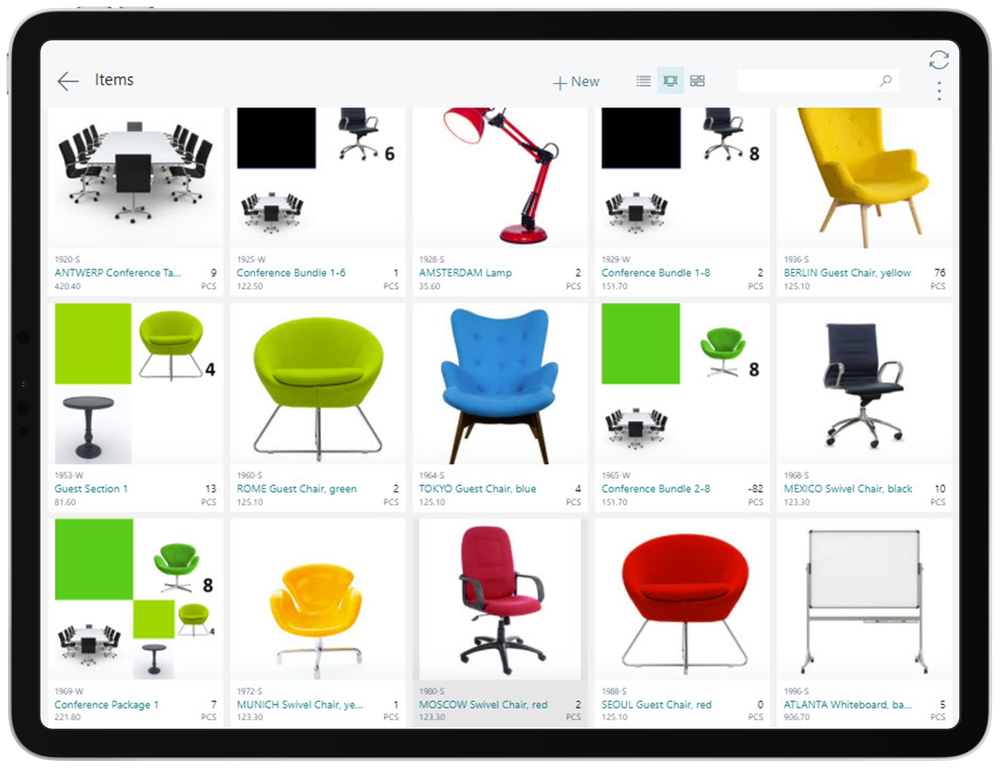 Items
New
6
8
1920-S
ANTWERP Conference Ta...
9
420.40
PCS
1925-W
Conference Bundle 1-6
1
122.50
PCS
1928-S
AMSTERDAM Lamp
2
35.60
PCS
1929-W
Conference Bundle 1-8
2
151.70
PCS
1936-S
BERLIN Guest Chair, yellow
76
125.10
PCS
4
8
1953-W
Guest Section 1
13
81.60
PCS
1960-S
ROME Guest Chair, green
2
125.10
PCS
1964-S
TOKYO Guest Chair, blue
4
125.10
PCS
1965-W
Conference Bundle 2-8
-82
151.70
PCS
1968-S
MEXICO Swivel Chair, black
10
123.30
PCS
8
4
1969-W
Conference Package 1
7
221.80
PCS
1972-S
MUNICH Swivel Chair, ye...
1
123.30
PCS
1980-S
MOSCOW Swivel Chair, red
2
123.30
PCS
1988-S
SEOUL Guest Chair, red
0
125.10
PCS
1996-S
ATLANTA Whiteboard, ba...
5
906.70
PCS